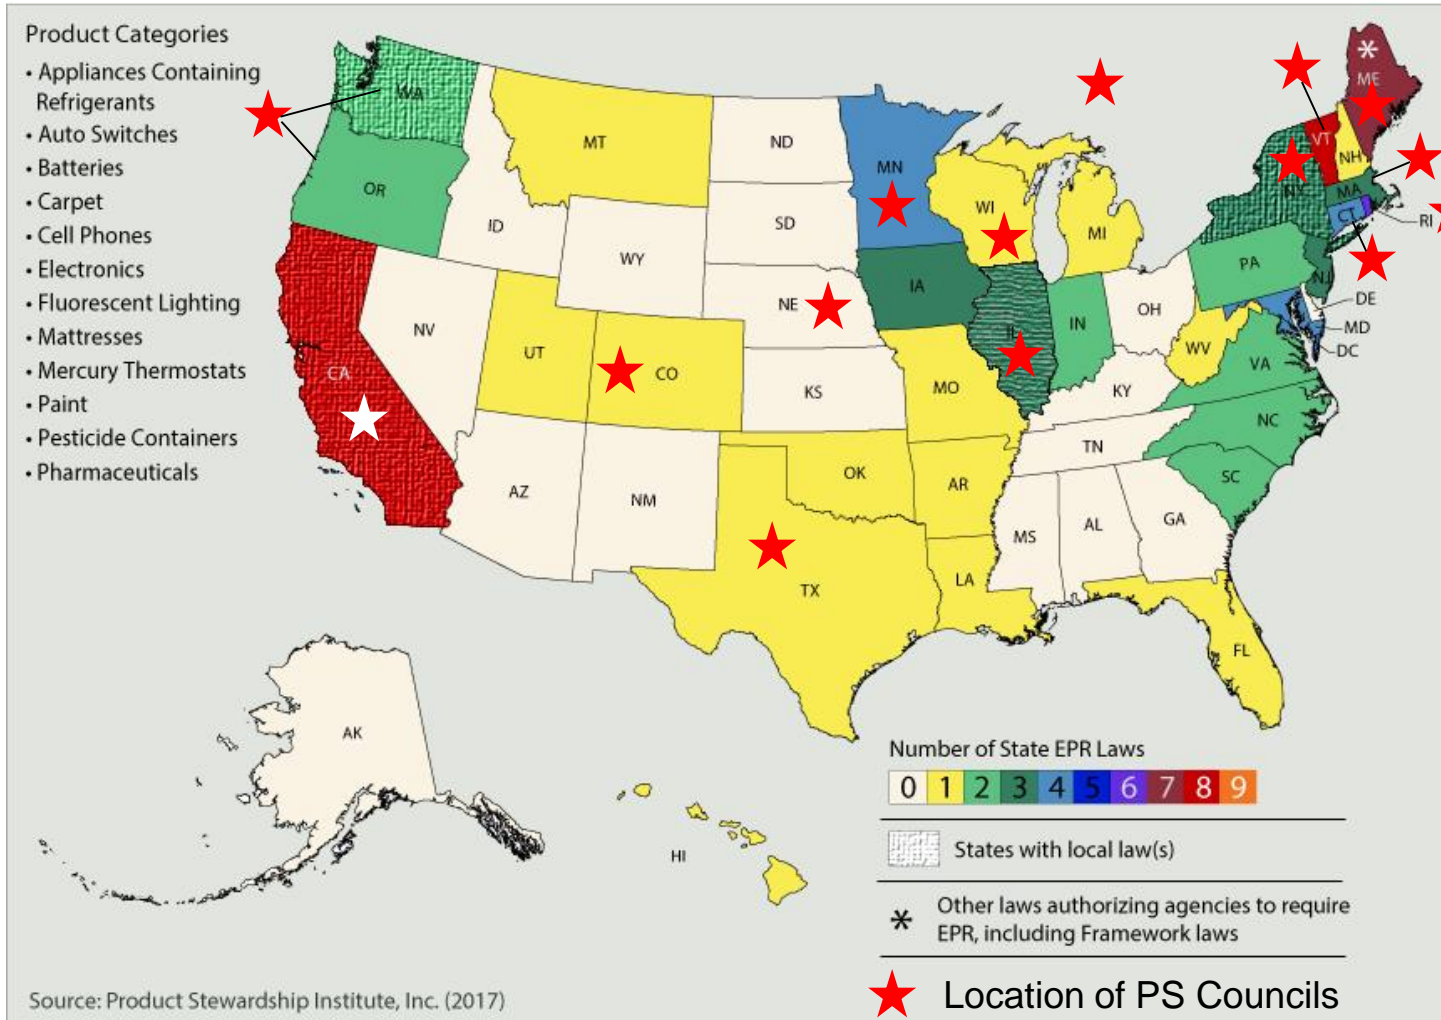 Product Categories
• Appliances Containing
Refrigerants
• Auto Switches
• Batteries
• Carpet
• Cell Phones
• Electronics
• Fluorescent Lighting
• Mattresses
• Mercury Thermostats
• Paint
• Pesticide Containers
• Pharmaceuticals
WA
OR
CA
ID
NV
MT
WY
UT
AZ
CO
NM
ND
SD
NE
KS
OK
TX
MN
IA
MO
AR
LA
WI
IL
MI
IN
OH
KY
TN
MS
AL
GA
FL
SC
NC
VA
WV
PA
NY
VT
NH
* ME
MA
CT
RI
NJ
DE
MD
DC
AK
HI
Number of State EPR Laws
0 1 2 3 4 5 6 7 8 9
States with local law(s)
* Other laws authorizing agencies to require
EPR, including Framework laws
Location of PS Councils
Source: Product Stewardship Institute, Inc. (2017)